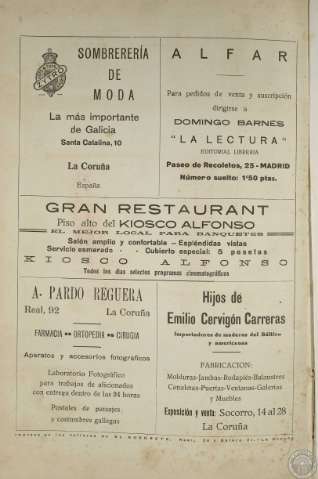 SOMBRERERÍA
DE
MODA
La más importante
de Galicia
Santa Catalina, 10
La Coruña
España
ALFAR
Para pedidos de venta y suscripción
dirigirse a
DOMINGO BARNES
"LA LECTURA"
EDITORIAL LIBRERIA
Paseo de Recoletos, 25-MADRID
Número suelto: 1'50 ptas.
GRAN RESTAURANT
Piso alto del KIOSCO ALFONSO
EL MEJOR LOCAL PARA BANQUETES
Salón amplio y confortable - Espléndidas vistas
Servicio esmerado - Cubierto especial: 5 pesetas
KIOSCO ALFONSO
Todos los días selectos programas cinematográficos
A. PARDO REGUERA
Real, 92 La Coruña
FARMACIA •• ORTOPEDIA •• CIRUGIA
Aparatos y accesorios fotográficos
Laboratorio Fotográfico
para trabajos de aficionados
con entrega dentro de las 24 horas
Postales de paisajes
y costumbres gallegas
Hijos de
Emilio Cervigón Carreras
Importadores de maderas del Báltico
y americanas
FABRICACION:
Molduras-Jambas-Rodapiés-Balaustres
Cenefas-Puertas-Ventanas-Galerías
y Muebles
Exposición y venta: Socorro, 14 al 28
La Coruña